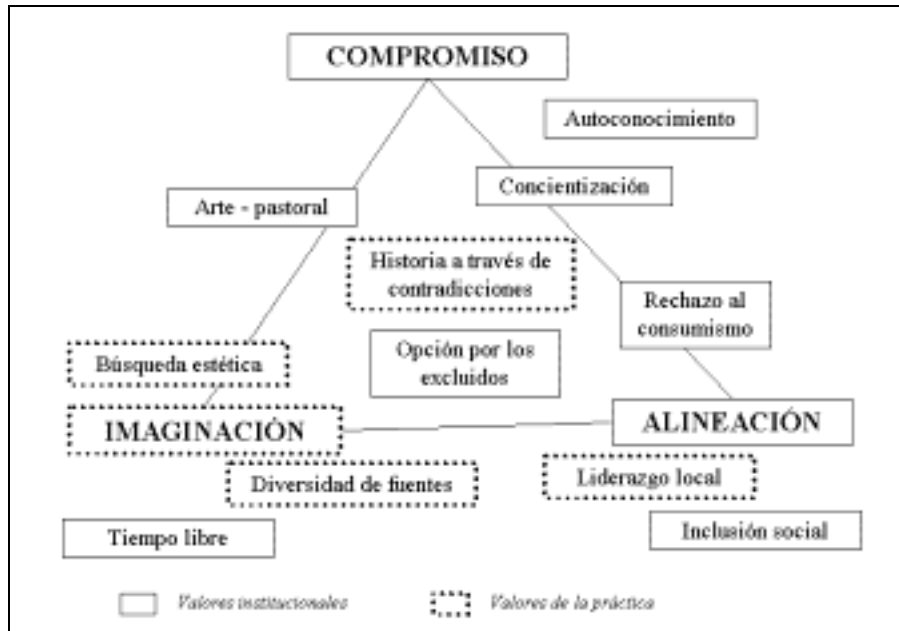 COMPROMISO
Autoconocimiento
Concientización
Arte - pastoral
Historia a través de
contradicciones
Rechazo al
consumismo
Opción por los
excluidos
Búsqueda estética
IMAGINACIÓN
ALINEACIÓN
Diversidad de fuentes
Liderazgo local
Tiempo libre
Inclusión social
Valores institucionales
Valores de la práctica